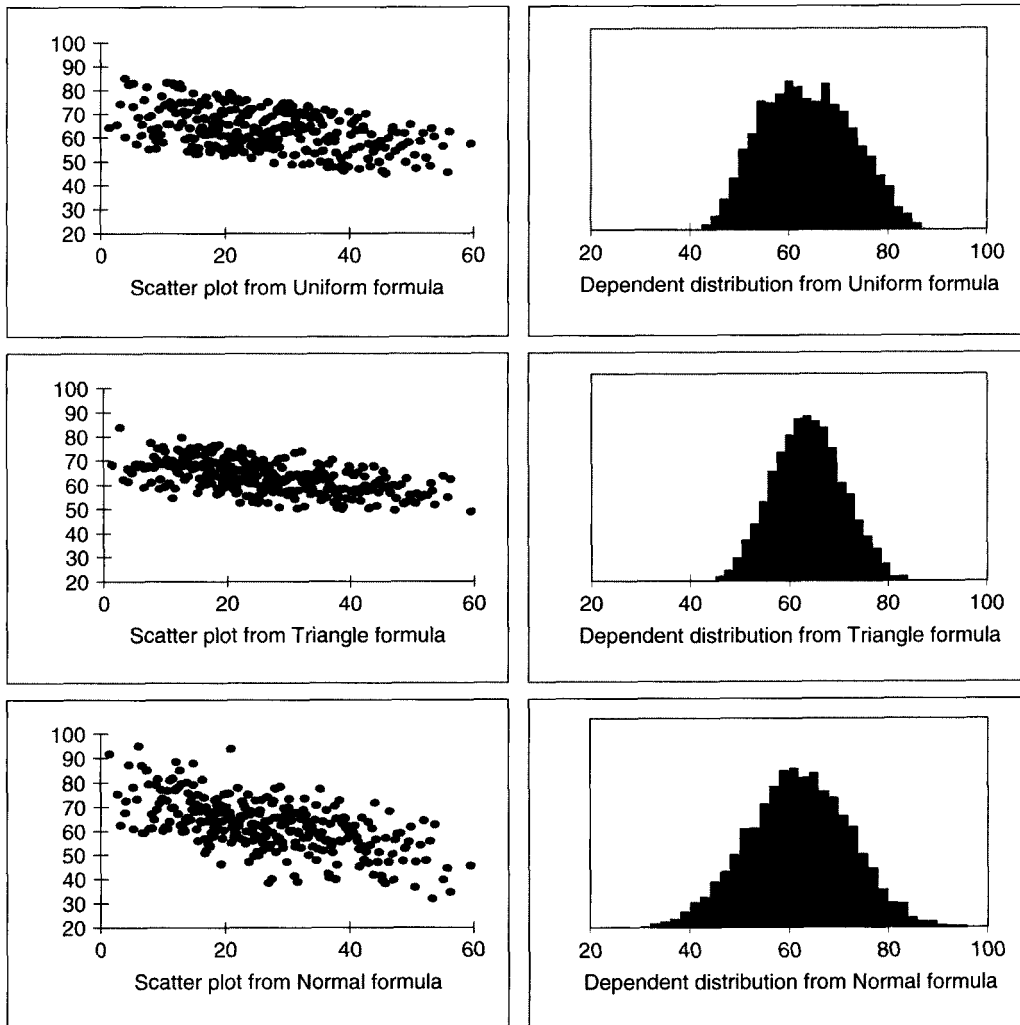 100
90
80
70
60
50
40
30
20
0 20 40 60
Scatter plot from Uniform formula
20 40 60 80 100
Dependent distribution from Uniform formula
100
90
80
70
60
50
40
30
20
0 20 40 60
Scatter plot from Triangle formula
20 40 60 80 100
Dependent distribution from Triangle formula
100
90
80
70
60
50
40
30
20
0 20 40 60
Scatter plot from Normal formula
20 40 60 80 100
Dependent distribution from Normal formula